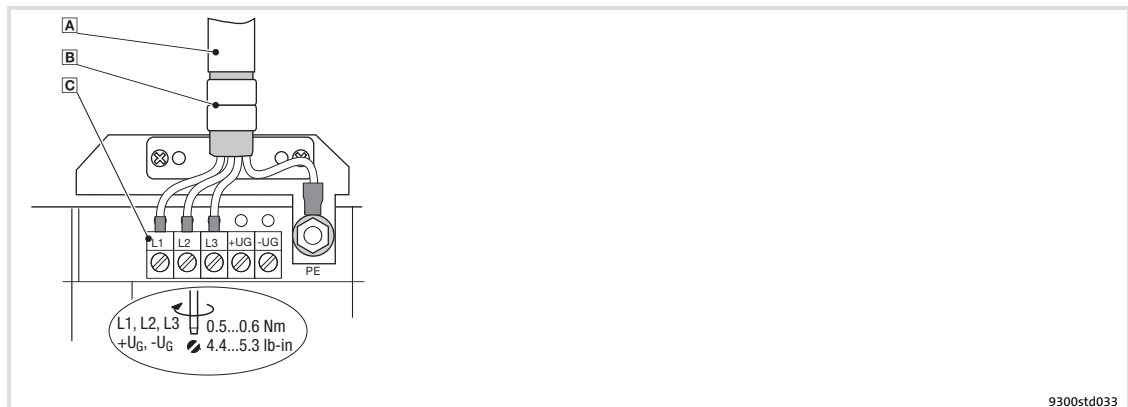 A
B
C
L1 L2 L3 +UG -UG
PE
L1, L2, L3 0.5...0.6 Nm
+UG, -UG 4.4...5.3 lb-in
9300std033